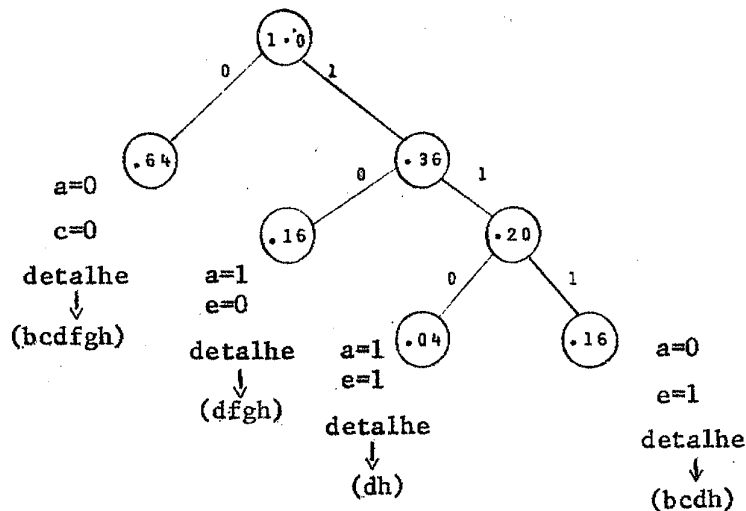 1.0
0 1
.64
.36
a=0
c=0
detalhe
(bcdfgh)
0 1
.16
.20
a=1
e=0
detalhe
(dfgh)
0 1
.04
.16
a=1
e=1
detalhe
(dh)
a=0
e=1
detalhe
(bcdh)